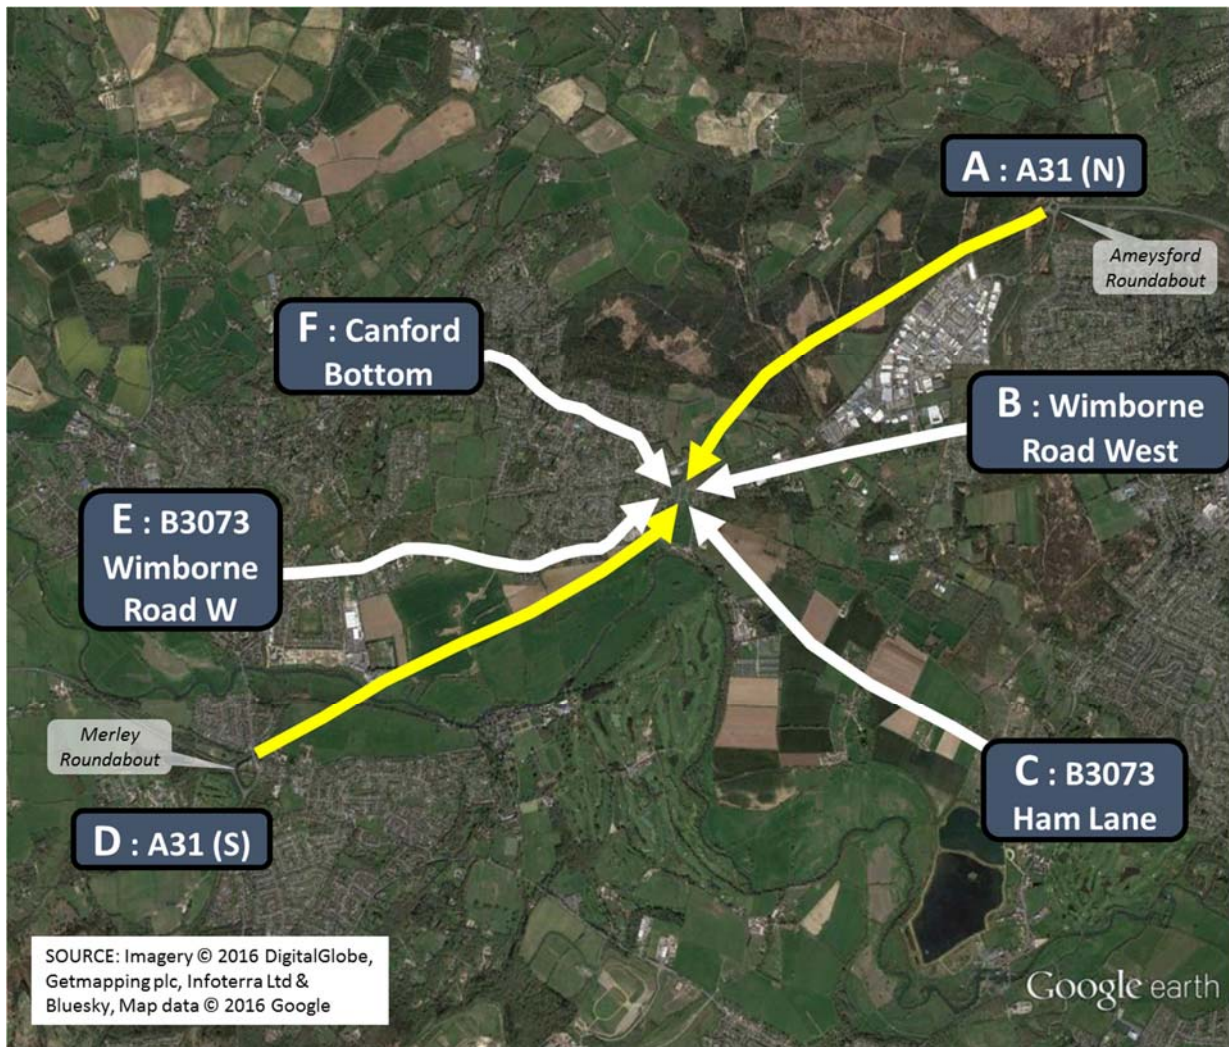 A : A31 (N)
Ameysford
Roundabout
F : Canford
Bottom
B : Wimborne
Road West
E : B3073
Wimborne
Road W
Merley
Roundabout
C : B3073
Ham Lane
D : A31 (S)
SOURCE: Imagery © 2016 DigitalGlobe,
Getmapping plc, Infoterra Ltd &
Bluesky, Map data © 2016 Google
Google earth